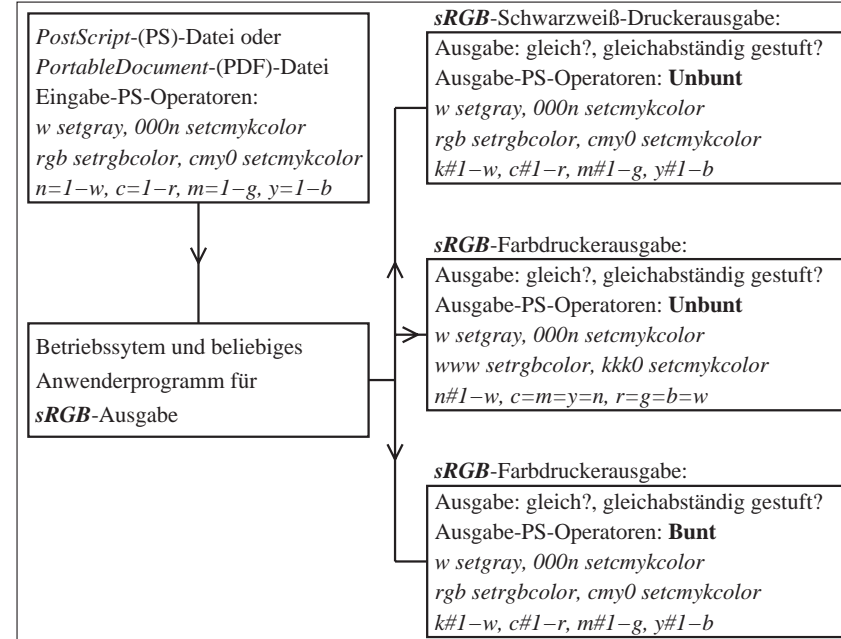 PostScript-(PS)-Datei oder
PortableDocument-(PDF)-Datei
Eingabe-PS-Operatoren:
w setgray, 000n setcmykcolor
rgb setrgbcolor, cmy0 setcmykcolor
n=1−w, c=1−r, m=1−g, y=1−b
Betriebssytem und beliebiges
Anwenderprogramm für
sRGB-Ausgabe
sRGB-Schwarzweiß-Druckerausgabe:
Ausgabe: gleich?, gleichabständig gestuft?
Ausgabe-PS-Operatoren: Unbunt
w setgray, 000n setcmykcolor
rgb setrgbcolor, cmy0 setcmykcolor
k#1−w, c#1−r, m#1−g, y#1−b
sRGB-Farbdruckerausgabe:
Ausgabe: gleich?, gleichabständig gestuft?
Ausgabe-PS-Operatoren: Unbunt
w setgray, 000n setcmykcolor
www setrgbcolor, kkk0 setcmykcolor
n#1−w, c=m=y=n, r=g=b=w
sRGB-Farbdruckerausgabe:
Ausgabe: gleich?, gleichabständig gestuft?
Ausgabe-PS-Operatoren: Bunt
w setgray, 000n setcmykcolor
rgb setrgbcolor, cmy0 setcmykcolor
k#1−w, c#1−r, m#1−g, y#1−b